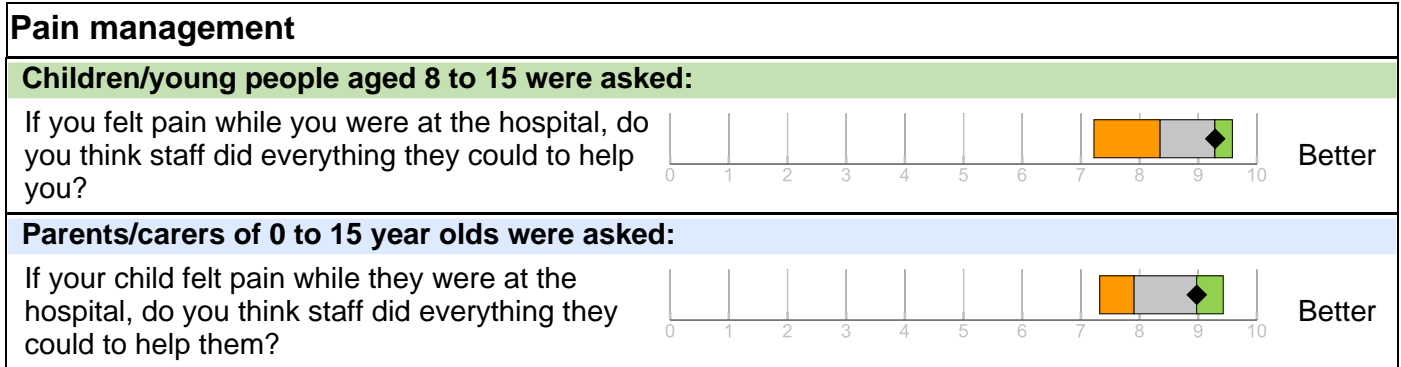 Pain management
Children/young people aged 8 to 15 were asked:
If you felt pain while you were at the hospital, do
you think staff did everything they could to help
you?
0 1 2 3 4 5 6 7 8 9 10
Better
Parents/carers of 0 to 15 year olds were asked:
If your child felt pain while they were at the
hospital, do you think staff did everything they
could to help them?
0 1 2 3 4 5 6 7 8 9 10
Better